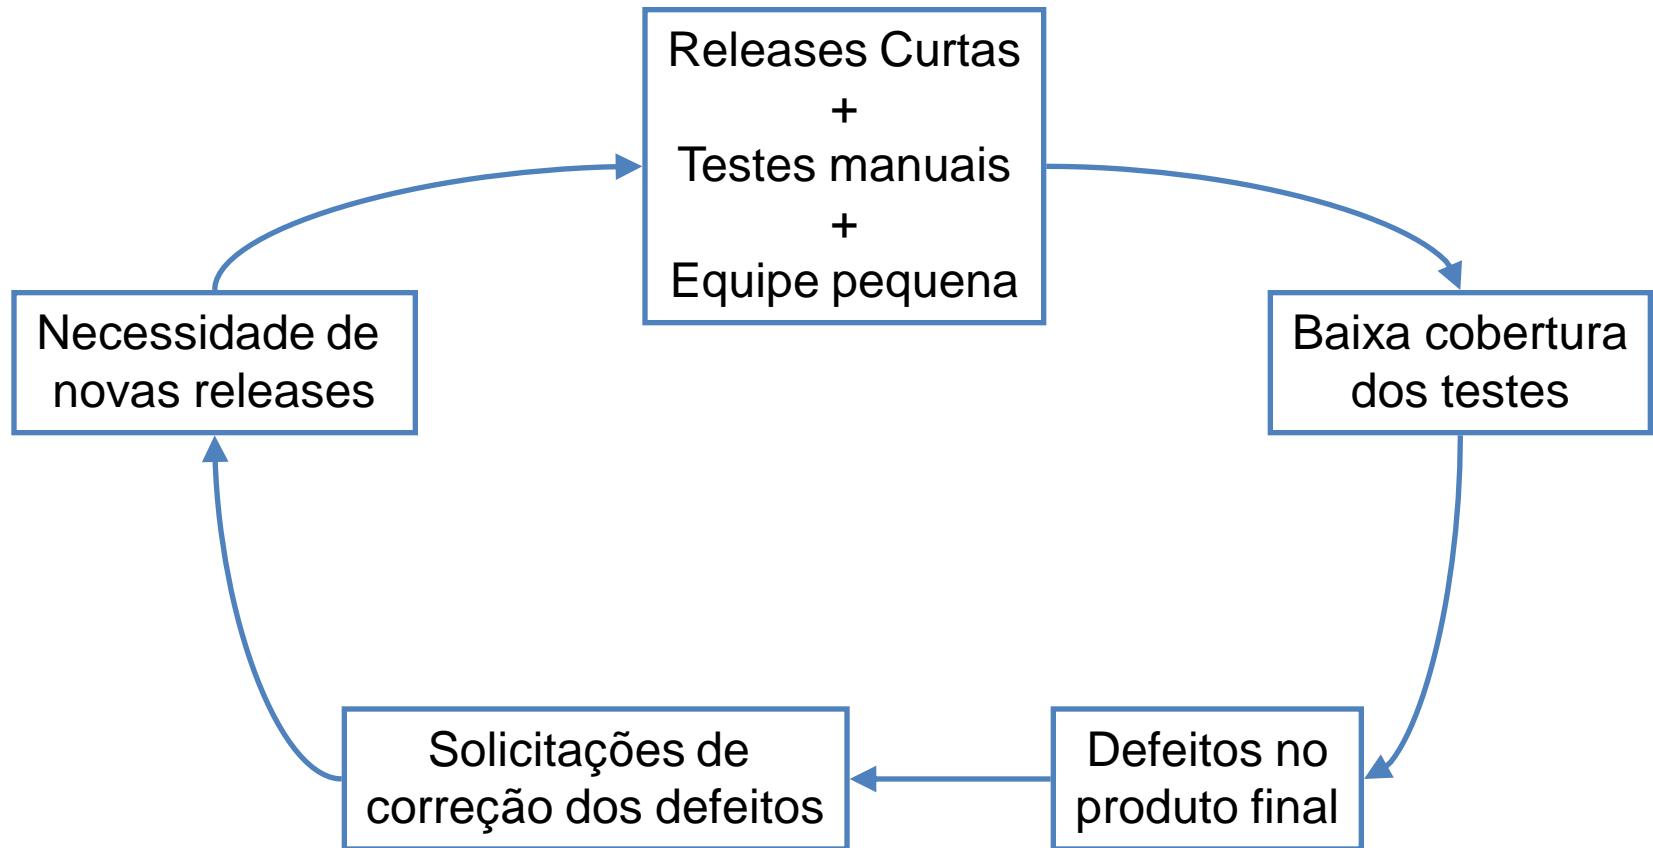 Releases Curtas
+
Testes manuais
+
Equipe pequena
Necessidade de
novas releases
Baixa cobertura
dos testes
Solicitações de
correção dos defeitos
Defeitos no
produto final